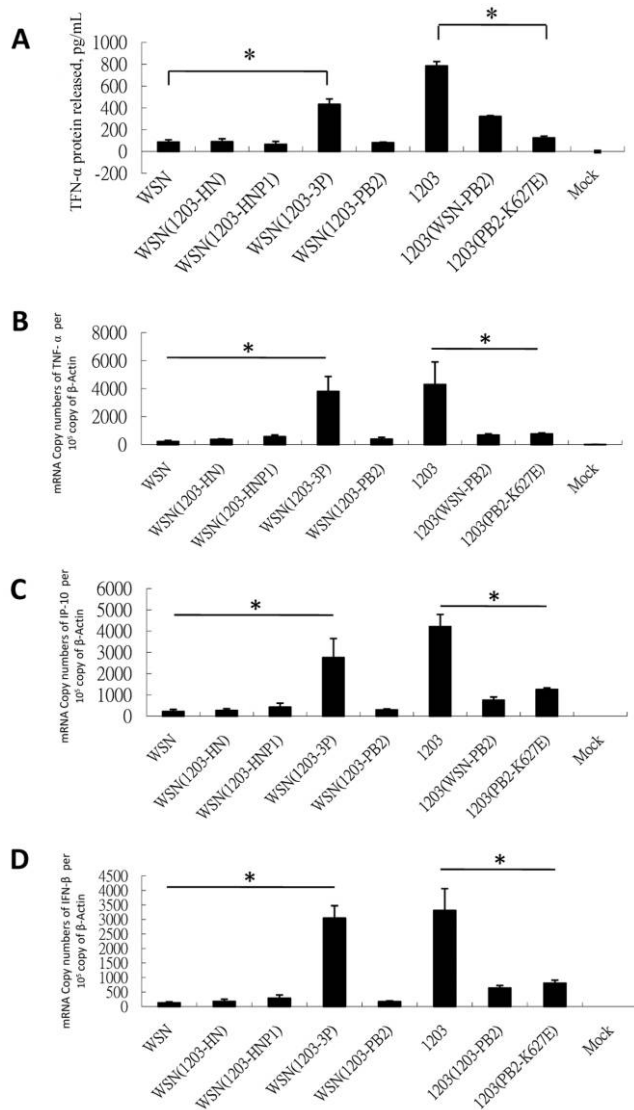 A
TFN-α protein released, pg/mL
1000
800
600
400
200
0
-200
*
*
WSN
WSN(1203-HN)
WSN(1203-HNP1)
WSN(1203-3P)
WSN(1203-PB2)
1203
1203(WSN-PB2)
1203(PB2-K627E)
Mock
B
mRNA Copy numbers of TNF- α per
10⁵ copy of β-Actin
8000
6000
4000
2000
0
*
*
WSN
WSN(1203-HN)
WSN(1203-HNP1)
WSN(1203-3P)
WSN(1203-PB2)
1203
1203(WSN-PB2)
1203(PB2-K627E)
Mock
C
mRNA Copy numbers of IP-10 per
10⁵ copy of β-Actin
6000
5000
4000
3000
2000
1000
0
*
*
WSN
WSN(1203-HN)
WSN(1203-HNP1)
WSN(1203-3P)
WSN(1203-PB2)
1203
1203(WSN-PB2)
1203(PB2-K627E)
Mock
D
mRNA Copy numbers of IFN-β per
10⁵ copy of β-Actin
4500
4000
3500
3000
2500
2000
1500
1000
500
0
*
*
WSN
WSN(1203-HN)
WSN(1203-HNP1)
WSN(1203-3P)
WSN(1203-PB2)
1203
1203(1203-PB2)
1203(PB2-K627E)
Mock